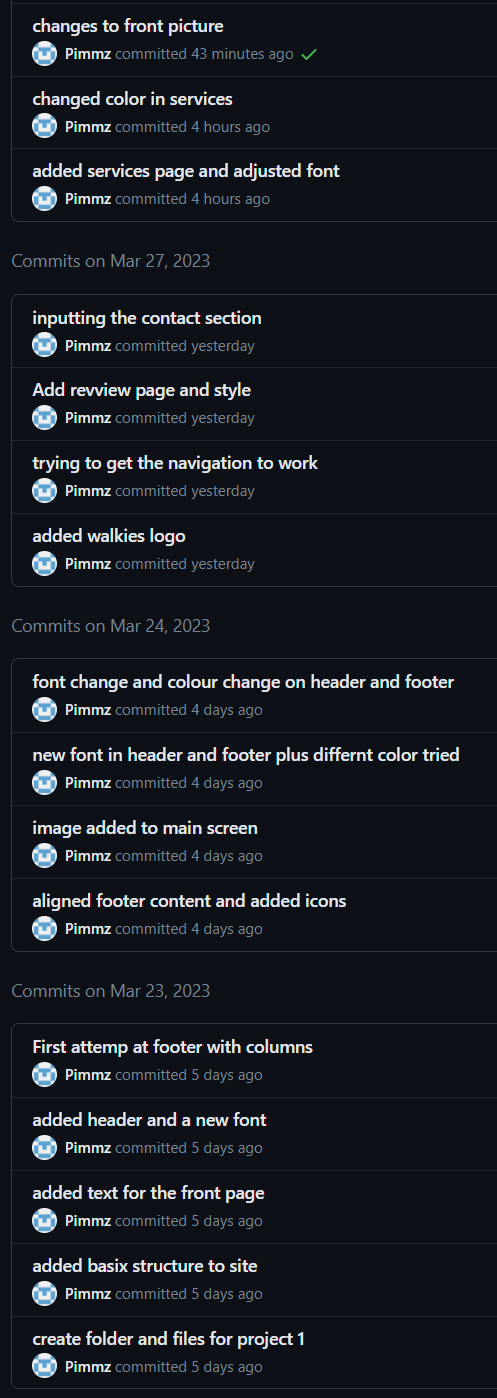 changes to front picture
Pimmz committed 43 minutes ago
changed color in services
Pimmz committed 4 hours ago
added services page and adjusted font
Pimmz committed 4 hours ago
Commits on Mar 27, 2023
inputting the contact section
Pimmz committed yesterday
Add revview page and style
Pimmz committed yesterday
trying to get the navigation to work
Pimmz committed yesterday
added walkies logo
Pimmz committed yesterday
Commits on Mar 24, 2023
font change and colour change on header and footer
Pimmz committed 4 days ago
new font in header and footer plus differnt color tried
Pimmz committed 4 days ago
image added to main screen
Pimmz committed 4 days ago
aligned footer content and added icons
Pimmz committed 4 days ago
Commits on Mar 23, 2023
First attemp at footer with columns
Pimmz committed 5 days ago
added header and a new font
Pimmz committed 5 days ago
added text for the front page
Pimmz committed 5 days ago
added basix structure to site
Pimmz committed 5 days ago
create folder and files for project 1
Pimmz committed 5 days ago